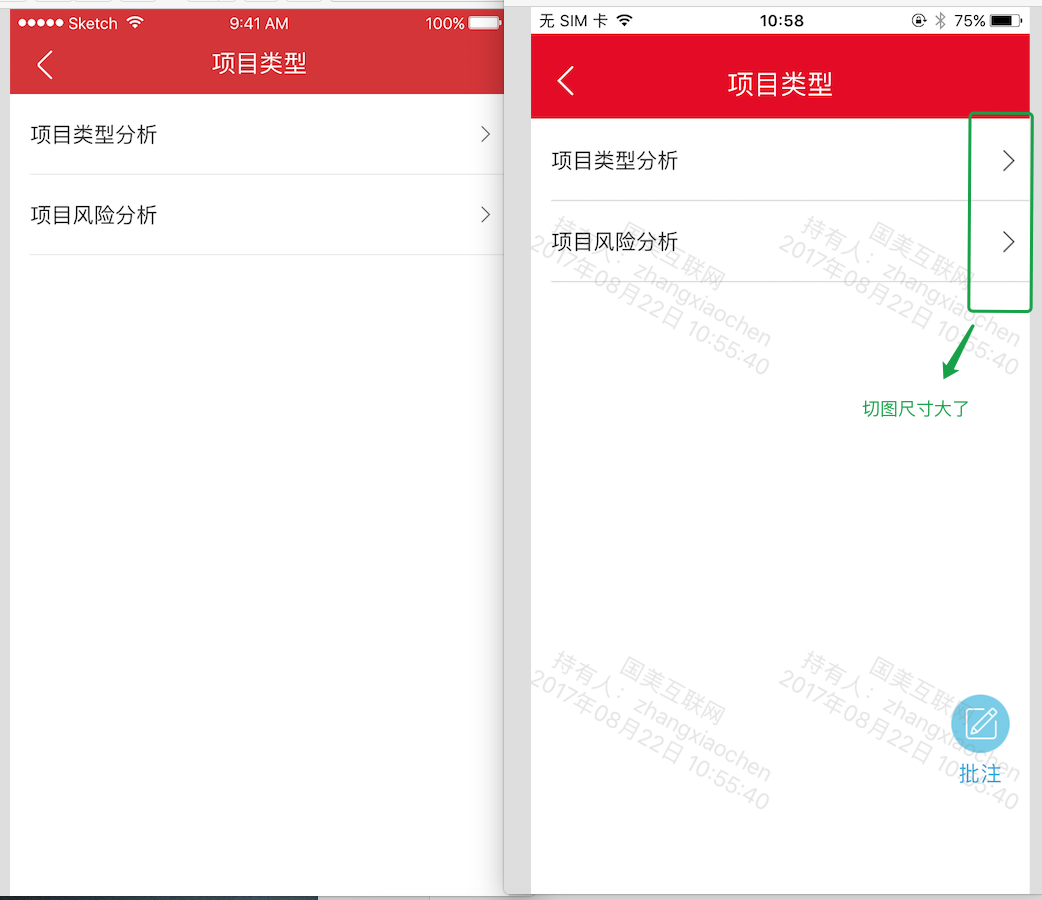 Sketch 9:41 AM 100%
项目类型
项目类型分析
项目风险分析
无 SIM 卡 10:58 75%
项目类型
项目类型分析
项目风险分析
国美互联网
持有人：zhangxiaochen
2017年08月22日 10:55:40
国美互联网
持有人：zhangxiaochen
2017年08月22日 10:55:40
切图尺寸大了
国美互联网
持有人：zhangxiaochen
2017年08月22日 10:55:40
国美互联网
持有人：zhangxiaochen
2017年08月22日 10:55:40
批注